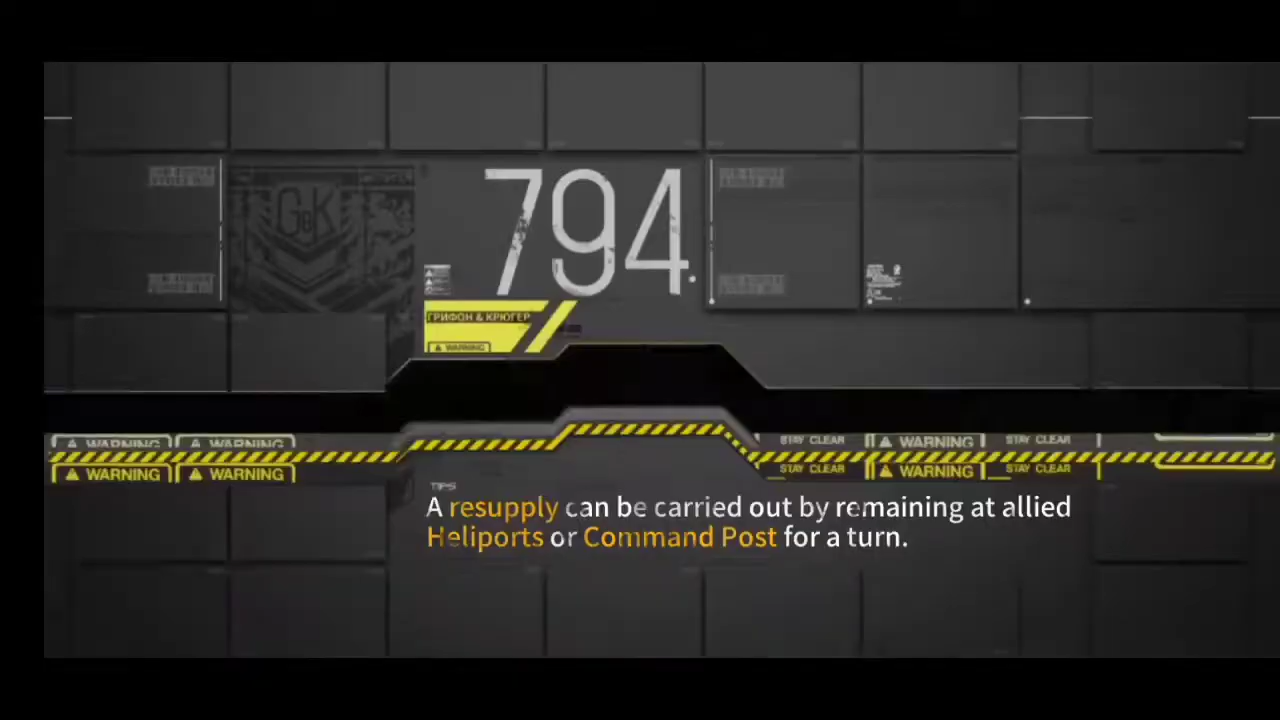 G&K
794.
ГРИФОН & КРЮГЕР
WARNING
WARNING WARNING STAY CLEAR WARNING STAY CLEAR
WARNING WARNING STAY CLEAR WARNING STAY CLEAR
TIPS
A resupply can be carried out by remaining at allied
Heliports or Command Post for a turn.